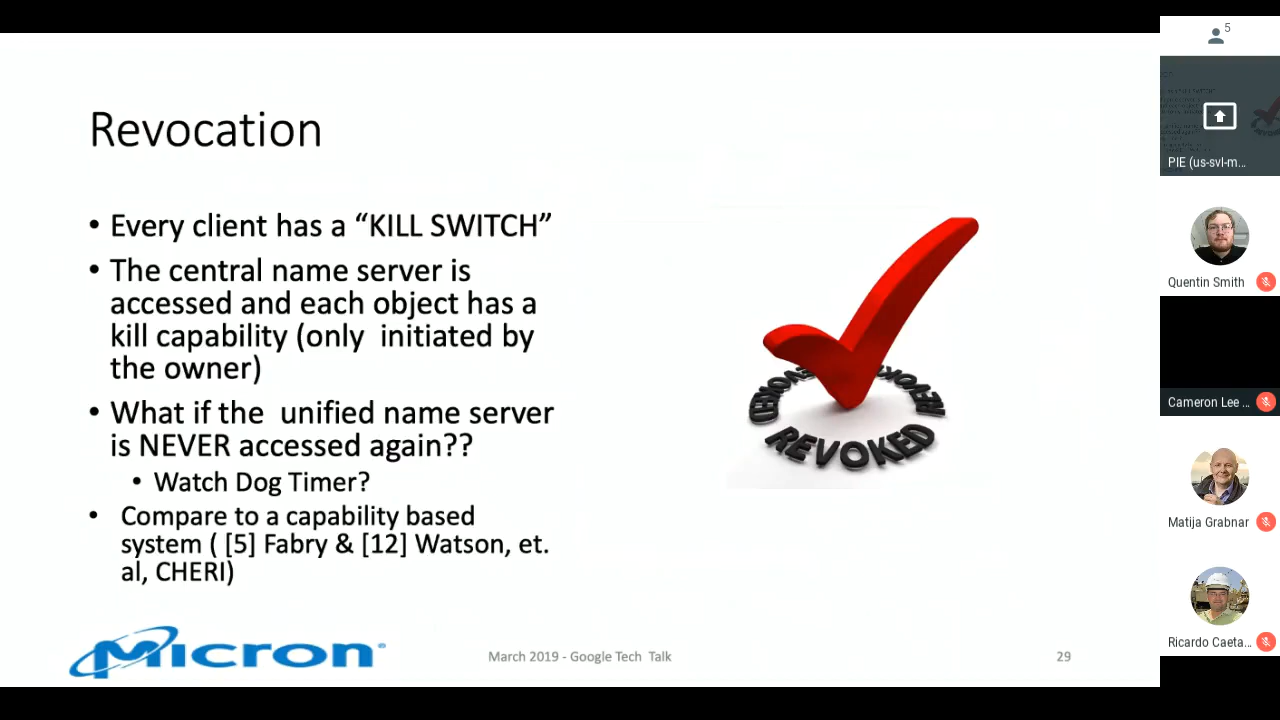 Revocation
• Every client has a “KILL SWITCH”
• The central name server is
accessed and each object has a
kill capability (only initiated by
the owner)
• What if the unified name server
is NEVER accessed again??
• Watch Dog Timer?
• Compare to a capability based
system ( [5] Fabry & [12] Watson, et.
al, CHERI)
REVOKED
REVOKED
REVOKED
Micron®
March 2019 - Google Tech Talk
29
5
PIE (us-svl-m...
Quentin Smith
Cameron Lee ...
Matija Grabnar
Ricardo Caeta...